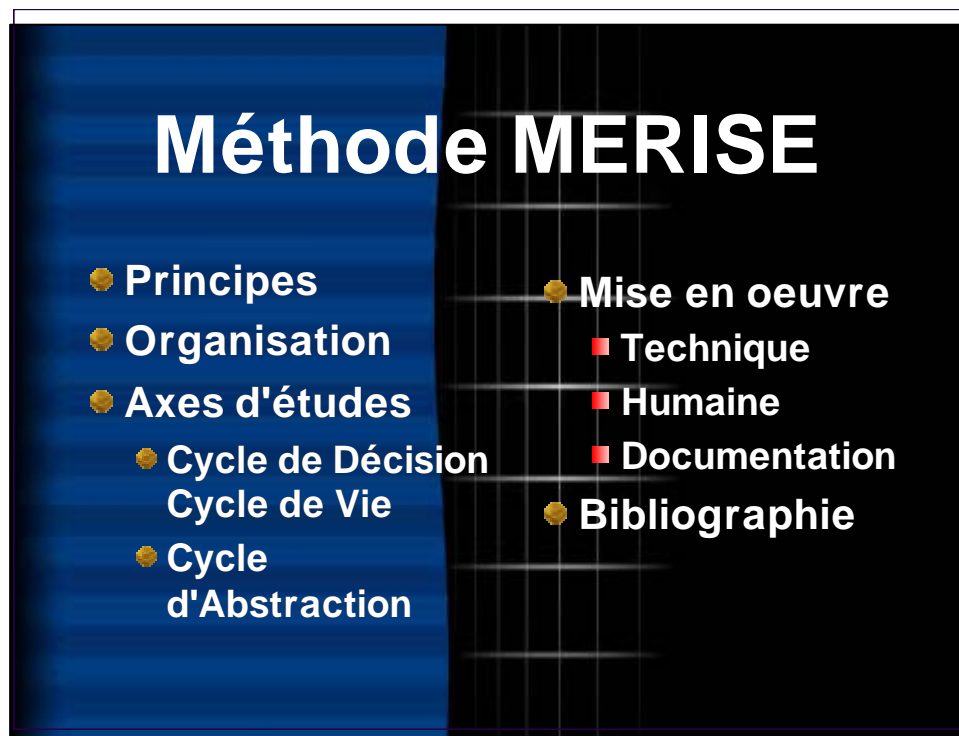 Méthode MERISE
Principes
Organisation
Axes d'études
Cycle de Décision
Cycle de Vie
Cycle
d'Abstraction
Mise en oeuvre
Technique
Humaine
Documentation
Bibliographie